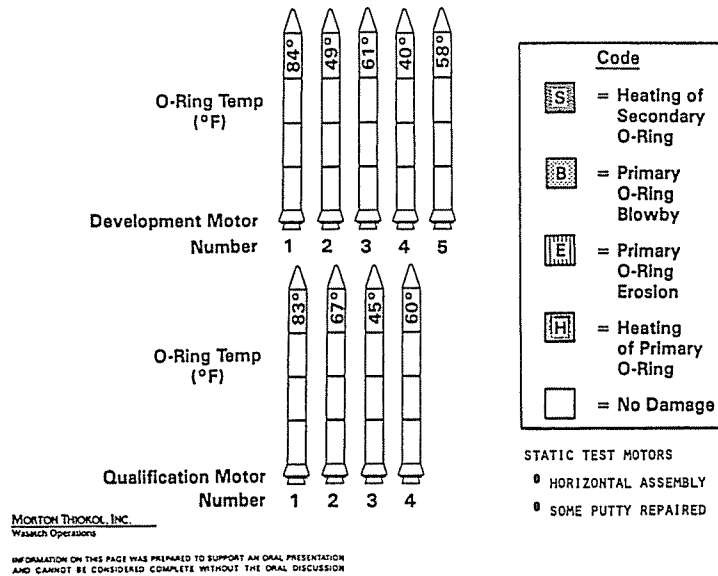 84° 49° 61° 40° 58°
O-Ring Temp
(°F)
Development Motor
Number 1 2 3 4 5
83° 67° 45° 60°
O-Ring Temp
(°F)
Qualification Motor
Number 1 2 3 4
Code
S = Heating of
Secondary
O-Ring
B = Primary
O-Ring
Blowby
E = Primary
O-Ring
Erosion
H = Heating
of Primary
O-Ring
= No Damage
STATIC TEST MOTORS
HORIZONTAL ASSEMBLY
SOME PUTTY REPAIRED
MORTON THIOKOL, INC.
Wasatch Operations
INFORMATION ON THIS PAGE WAS PREPARED TO SUPPORT AN ORAL PRESENTATION
AND CANNOT BE CONSIDERED COMPLETE WITHOUT THE ORAL DISCUSSION